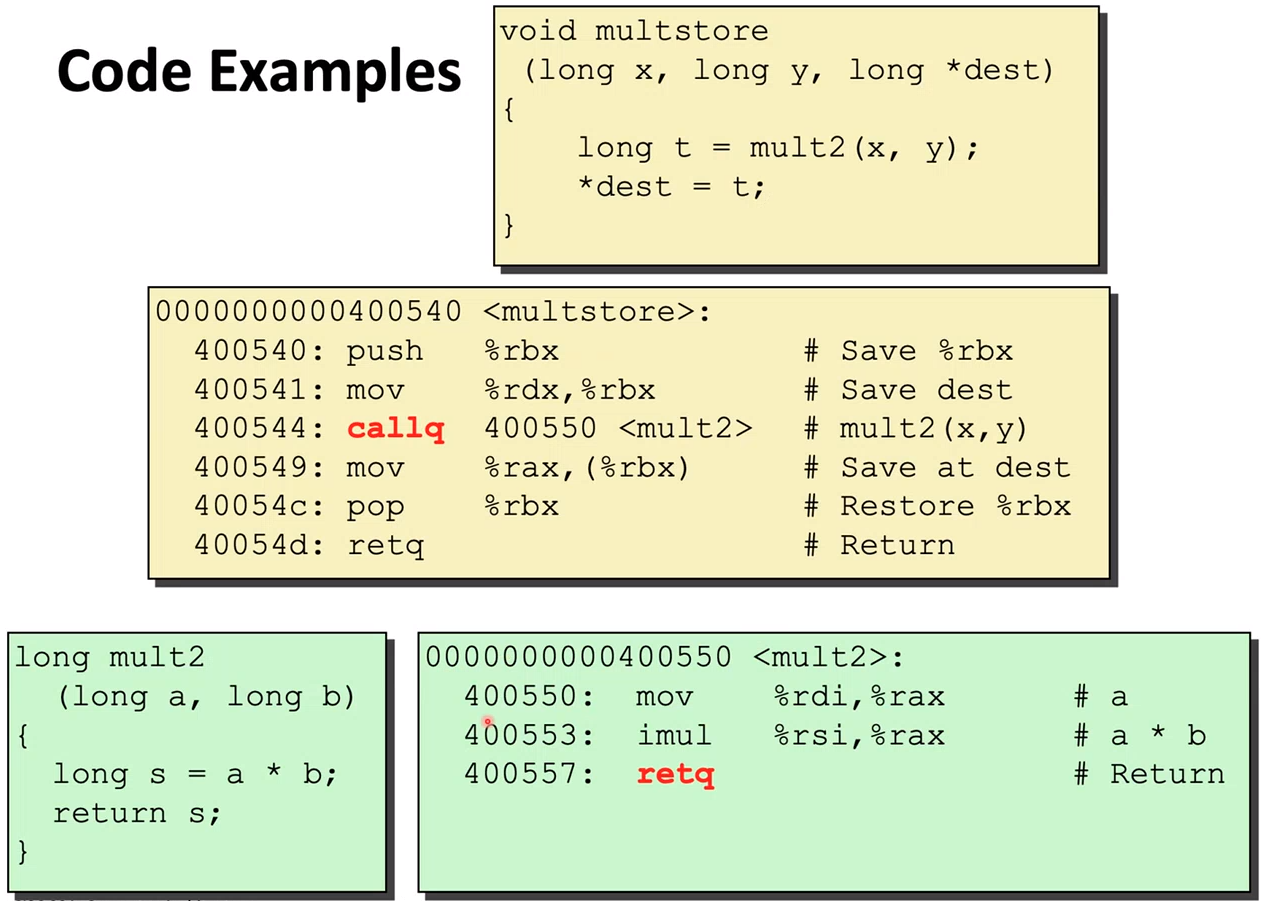 Code Examples
void multstore
(long x, long y, long *dest)
{
long t = mult2(x, y);
*dest = t;
}
0000000000400540 <multstore>:
400540: push %rbx # Save %rbx
400541: mov %rdx,%rbx # Save dest
400544: callq 400550 <mult2> # mult2(x,y)
400549: mov %rax,(%rbx) # Save at dest
40054c: pop %rbx # Restore %rbx
40054d: retq # Return
long mult2
(long a, long b)
{
long s = a * b;
return s;
}
0000000000400550 <mult2>:
400550: mov %rdi,%rax # a
400553: imul %rsi,%rax # a * b
400557: retq # Return